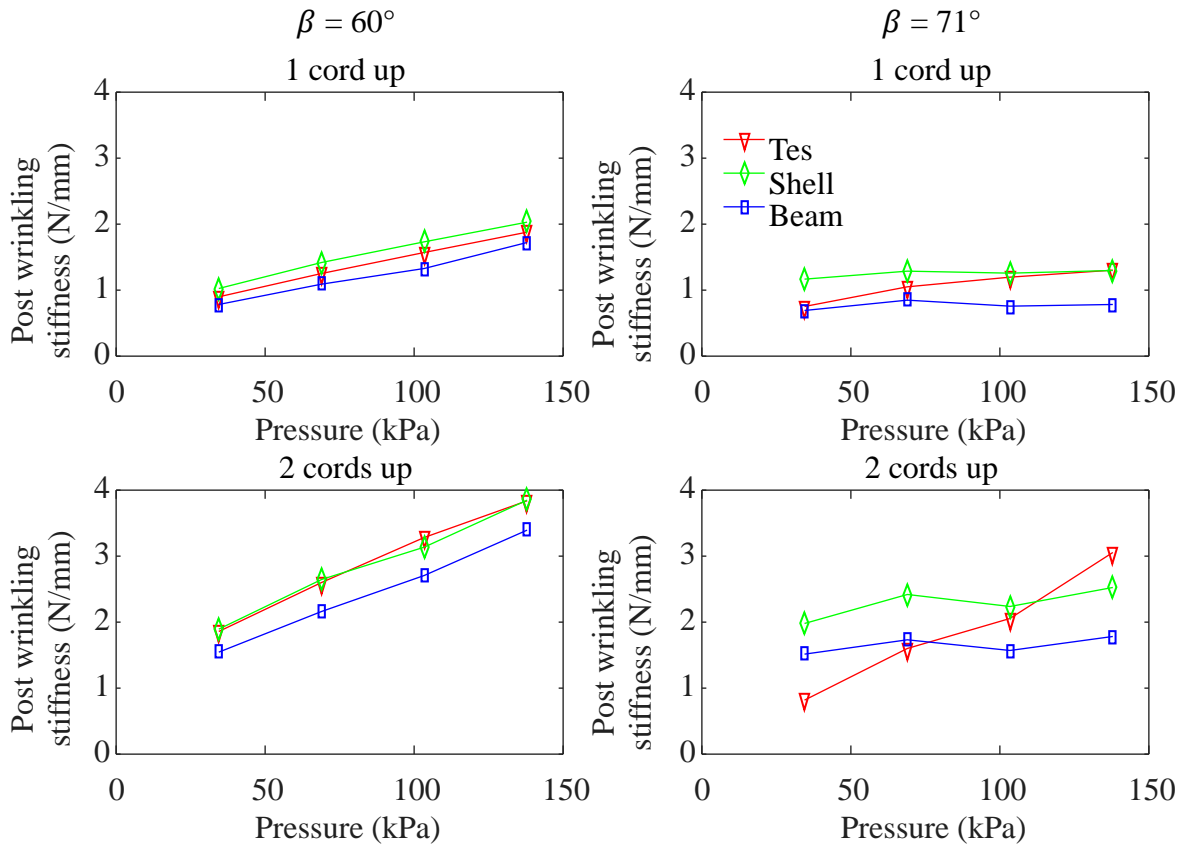 β = 60°
β = 71°
1 cord up
4
3
2
1
0
0 50 100 150
Post wrinkling
stiffness (N/mm)
Pressure (kPa)
1 cord up
4
3
2
1
0
0 50 100 150
Post wrinkling
stiffness (N/mm)
Pressure (kPa)
Tes
Shell
Beam
2 cords up
4
3
2
1
0
0 50 100 150
Post wrinkling
stiffness (N/mm)
Pressure (kPa)
2 cords up
4
3
2
1
0
0 50 100 150
Post wrinkling
stiffness (N/mm)
Pressure (kPa)